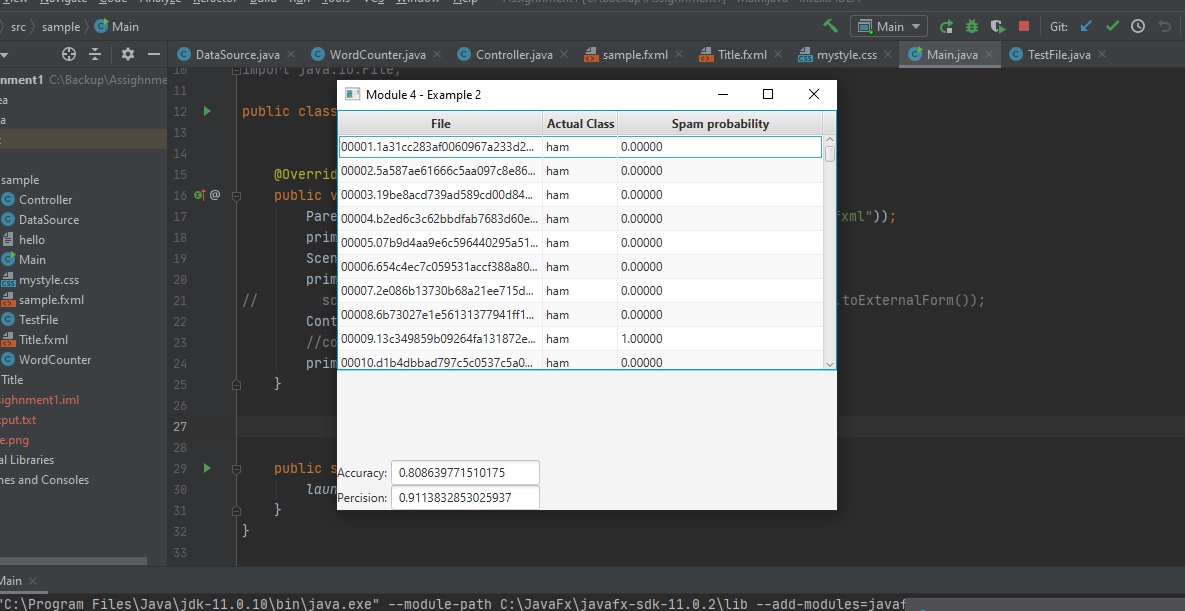 src sample Main
Main Git:
DataSource.java WordCounter.java Controller.java sample.fxml Title.fxml mystyle.css Main.java TestFile.java
nment1 C:\Backup\Assighnme
ea
a
t
sample
Controller
DataSource
hello
Main
mystyle.css
sample.fxml
TestFile
Title.fxml
WordCounter
Title
sighnment1.iml
tput.txt
e.png
al Libraries
hes and Consoles
10 import java.io.File;
11
12 public class
13
14
15 @Overrid
16 @ public v
17 Pare fxml"));
18 prim
19 Scen
20 prim
21 // sc .toExternalForm());
22 Cont
23 //co
24 prim
25 }
26
27
28
29 public s
30 laun
31 }
32 }
33
Module 4 - Example 2
File Actual Class Spam probability
00001.1a31cc283af0060967a233d2... ham 0.00000
00002.5a587ae61666c5aa097c8e86... ham 0.00000
00003.19be8acd739ad589cd00d84... ham 0.00000
00004.b2ed6c3c62bbdfab7683d60e... ham 0.00000
00005.07b9d4aa9e6c596440295a51... ham 0.00000
00006.654c4ec7c059531accf388a80... ham 0.00000
00007.2e086b13730b68a21ee715d... ham 0.00000
00008.6b73027e1e56131377941ff1... ham 0.00000
00009.13c349859b09264fa131872e... ham 1.00000
00010.d1b4dbbad797c5c0537c5a0... ham 0.00000
Accuracy: 0.808639771510175
Percision: 0.9113832853025937
Main
"C:\Program Files\Java\jdk-11.0.10\bin\java.exe" --module-path C:\JavaFx\javafx-sdk-11.0.2\lib --add-modules=javaf